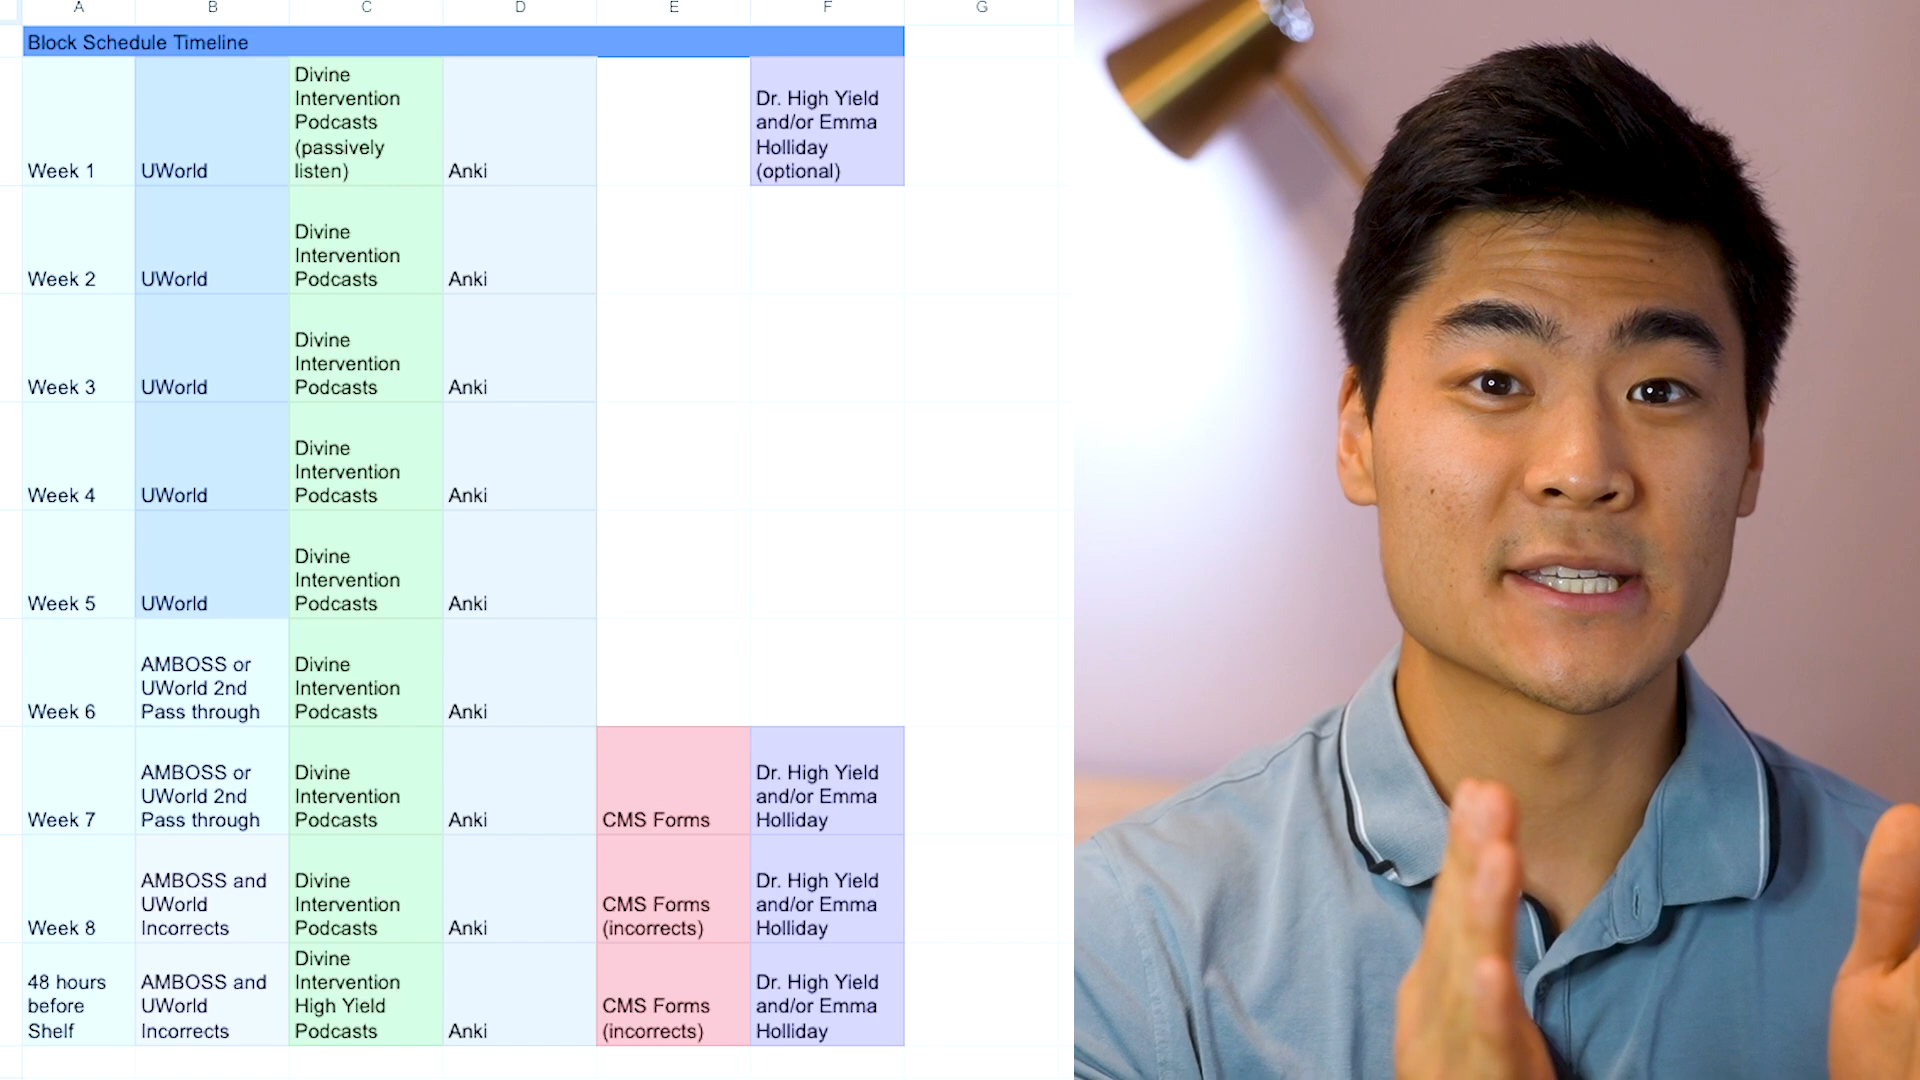 A B C D E F G
Block Schedule Timeline
Week 1
UWorld
Divine
Intervention
Podcasts
(passively
listen)
Anki
Dr. High Yield
and/or Emma
Holliday
(optional)
Week 2
UWorld
Divine
Intervention
Podcasts
Anki
Week 3
UWorld
Divine
Intervention
Podcasts
Anki
Week 4
UWorld
Divine
Intervention
Podcasts
Anki
Week 5
UWorld
Divine
Intervention
Podcasts
Anki
Week 6
AMBOSS or
UWorld 2nd
Pass through
Divine
Intervention
Podcasts
Anki
Week 7
AMBOSS or
UWorld 2nd
Pass through
Divine
Intervention
Podcasts
Anki
CMS Forms
Dr. High Yield
and/or Emma
Holliday
Week 8
AMBOSS and
UWorld
Incorrects
Divine
Intervention
Podcasts
Anki
CMS Forms
(incorrects)
Dr. High Yield
and/or Emma
Holliday
48 hours
before
Shelf
AMBOSS and
UWorld
Incorrects
Divine
Intervention
High Yield
Podcasts
Anki
CMS Forms
(incorrects)
Dr. High Yield
and/or Emma
Holliday